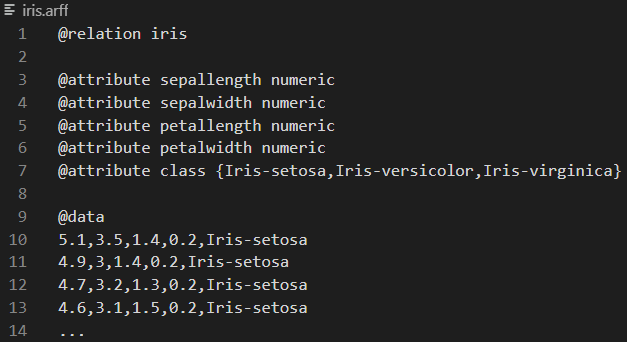 iris.arff
1 @relation iris
2
3 @attribute sepallength numeric
4 @attribute sepalwidth numeric
5 @attribute petallength numeric
6 @attribute petalwidth numeric
7 @attribute class {Iris-setosa,Iris-versicolor,Iris-virginica}
8
9 @data
10 5.1,3.5,1.4,0.2,Iris-setosa
11 4.9,3,1.4,0.2,Iris-setosa
12 4.7,3.2,1.3,0.2,Iris-setosa
13 4.6,3.1,1.5,0.2,Iris-setosa
14 ...